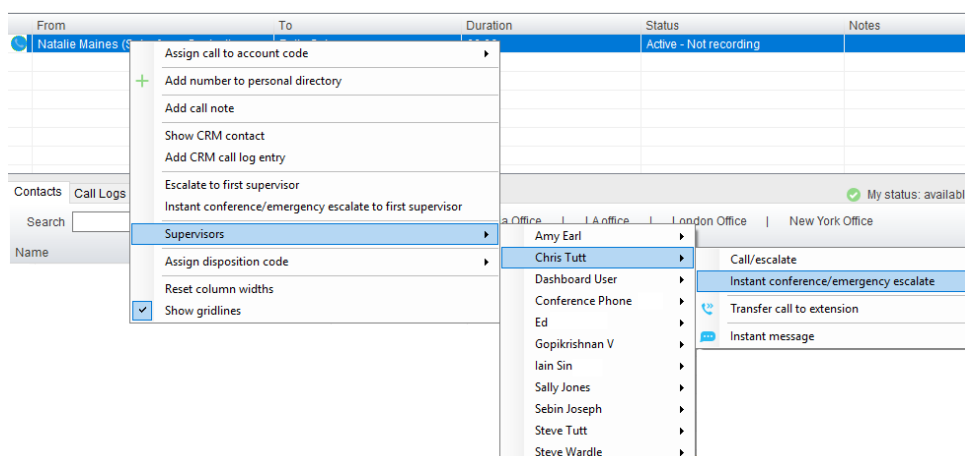 From To Duration Status Notes
Natalie Maines Active - Not recording
Assign call to account code
Add number to personal directory
Add call note
Show CRM contact
Add CRM call log entry
Contacts Call Logs
Escalate to first supervisor
My status: availabl
Instant conference/emergency escalate to first supervisor
Search
a Office | LA office | London Office | New York Office
Supervisors
Amy Earl
Name
Assign disposition code
Chris Tutt
Call/escalate
Reset column widths
Dashboard User
Instant conference/emergency escalate
Show gridlines
Conference Phone
Transfer call to extension
Ed
Gopikrishnan V
Instant message
Iain Sin
Sally Jones
Sebin Joseph
Steve Tutt
Steve Wardle